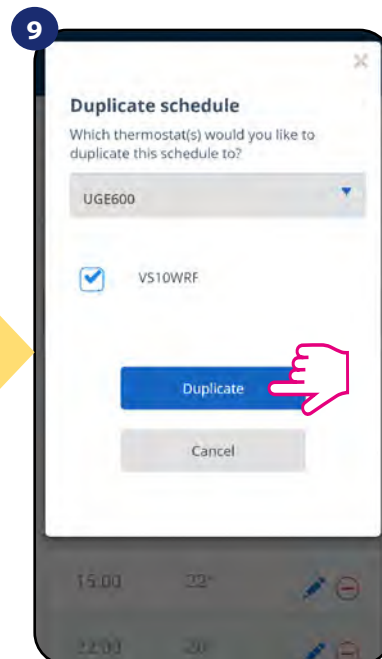 9
Duplicate schedule
Which thermostat(s) would you like to
duplicate this schedule to?
UGE600
VS10WRF
Duplicate
Cancel
15:00 22°
22:00 20°